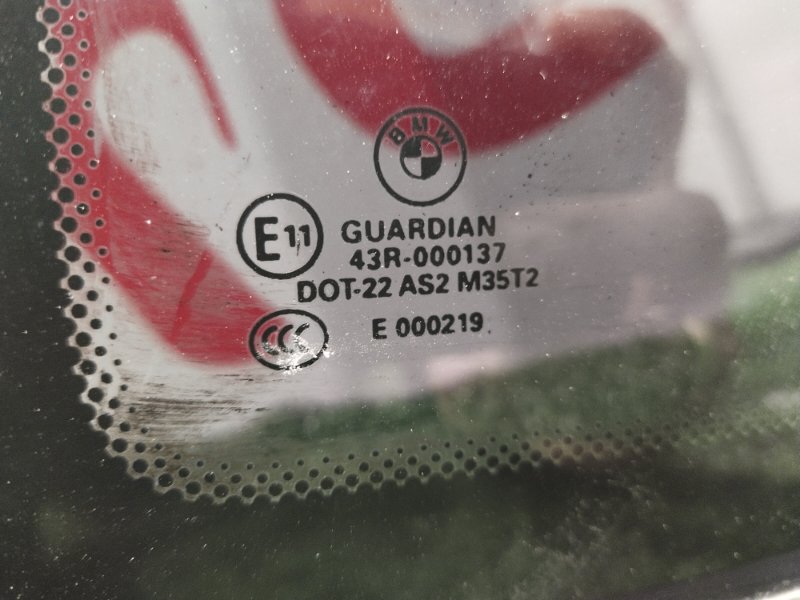 BMW
E11
GUARDIAN
43R-000137
DOT-22 AS2 M35T2
CCC
E 000219